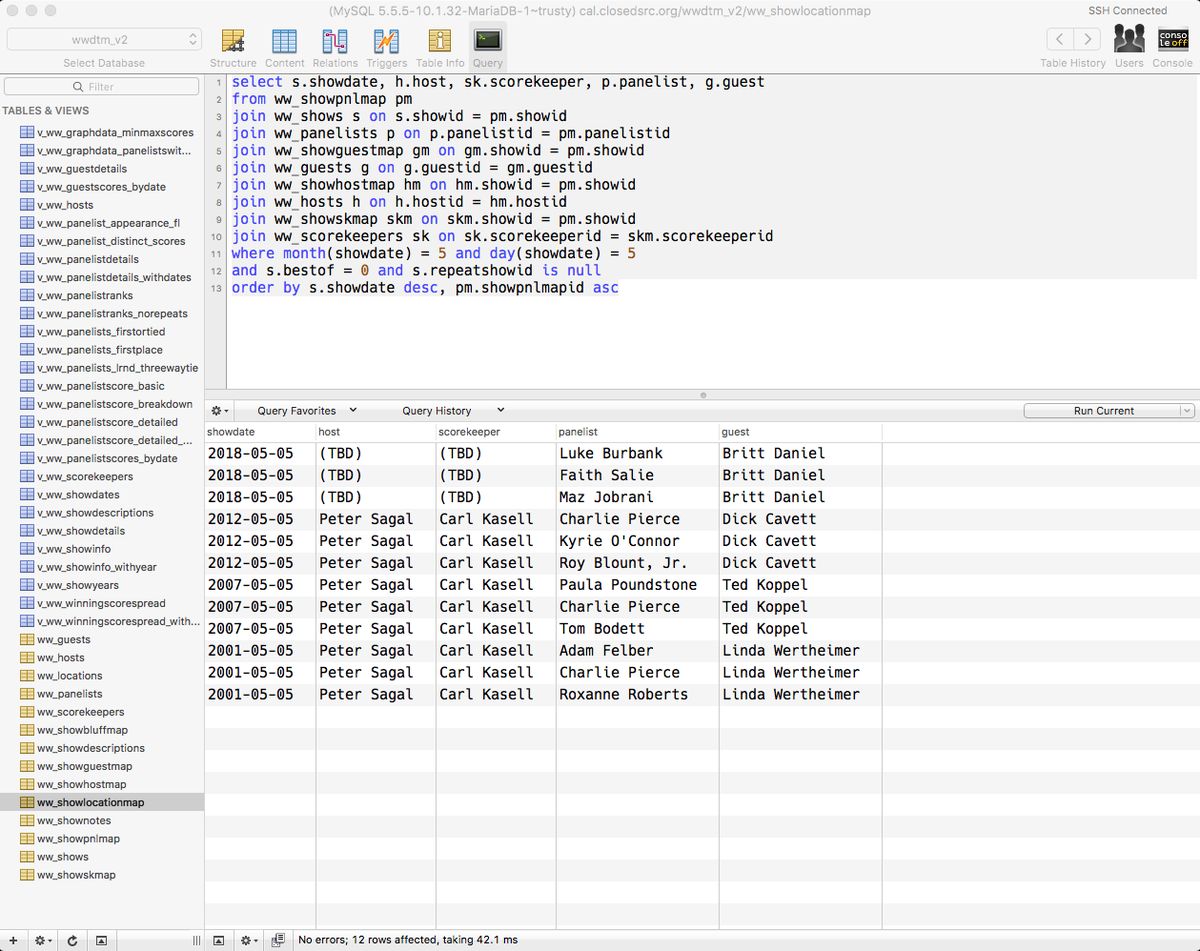 (MySQL 5.5.5-10.1.32-MariaDB-1~trusty) cal.closedsrc.org/wwdtm_v2/ww_showlocationmap
SSH Connected
wwdtm_v2
Select Database
Structure Content Relations Triggers Table Info Query
Table History Users Console
conso
le off
Filter
TABLES & VIEWS
v_ww_graphdata_minmaxscores
v_ww_graphdata_panelistswit...
v_ww_guestdetails
v_ww_guestscores_bydate
v_ww_hosts
v_ww_panelist_appearance_fl
v_ww_panelist_distinct_scores
v_ww_panelistdetails
v_ww_panelistdetails_withdates
v_ww_panelistranks
v_ww_panelistranks_norepeats
v_ww_panelists_firstortied
v_ww_panelists_firstplace
v_ww_panelists_lrnd_threewaytie
v_ww_panelistscore_basic
v_ww_panelistscore_breakdown
v_ww_panelistscore_detailed
v_ww_panelistscore_detailed_...
v_ww_panelistscores_bydate
v_ww_scorekeepers
v_ww_showdates
v_ww_showdescriptions
v_ww_showdetails
v_ww_showinfo
v_ww_showinfo_withyear
v_ww_showyears
v_ww_winningscorespread
v_ww_winningscorespread_with...
ww_guests
ww_hosts
ww_locations
ww_panelists
ww_scorekeepers
ww_showbluffmap
ww_showdescriptions
ww_showguestmap
ww_showhostmap
ww_showlocationmap
ww_shownotes
ww_showpnlmap
ww_shows
ww_showskmap
1 select s.showdate, h.host, sk.scorekeeper, p.panelist, g.guest
2 from ww_showpnlmap pm
3 join ww_shows s on s.showid = pm.showid
4 join ww_panelists p on p.panelistid = pm.panelistid
5 join ww_showguestmap gm on gm.showid = pm.showid
6 join ww_guests g on g.guestid = gm.guestid
7 join ww_showhostmap hm on hm.showid = pm.showid
8 join ww_hosts h on h.hostid = hm.hostid
9 join ww_showskmap skm on skm.showid = pm.showid
10 join ww_scorekeepers sk on sk.scorekeeperid = skm.scorekeeperid
11 where month(showdate) = 5 and day(showdate) = 5
12 and s.bestof = 0 and s.repeatshowid is null
13 order by s.showdate desc, pm.showpnlmapid asc
Query Favorites Query History Run Current
showdate host scorekeeper panelist guest
2018-05-05 (TBD) (TBD) Luke Burbank Britt Daniel
2018-05-05 (TBD) (TBD) Faith Salie Britt Daniel
2018-05-05 (TBD) (TBD) Maz Jobrani Britt Daniel
2012-05-05 Peter Sagal Carl Kasell Charlie Pierce Dick Cavett
2012-05-05 Peter Sagal Carl Kasell Kyrie O'Connor Dick Cavett
2012-05-05 Peter Sagal Carl Kasell Roy Blount, Jr. Dick Cavett
2007-05-05 Peter Sagal Carl Kasell Paula Poundstone Ted Koppel
2007-05-05 Peter Sagal Carl Kasell Charlie Pierce Ted Koppel
2007-05-05 Peter Sagal Carl Kasell Tom Bodett Ted Koppel
2001-05-05 Peter Sagal Carl Kasell Adam Felber Linda Wertheimer
2001-05-05 Peter Sagal Carl Kasell Charlie Pierce Linda Wertheimer
2001-05-05 Peter Sagal Carl Kasell Roxanne Roberts Linda Wertheimer
No errors; 12 rows affected, taking 42.1 ms